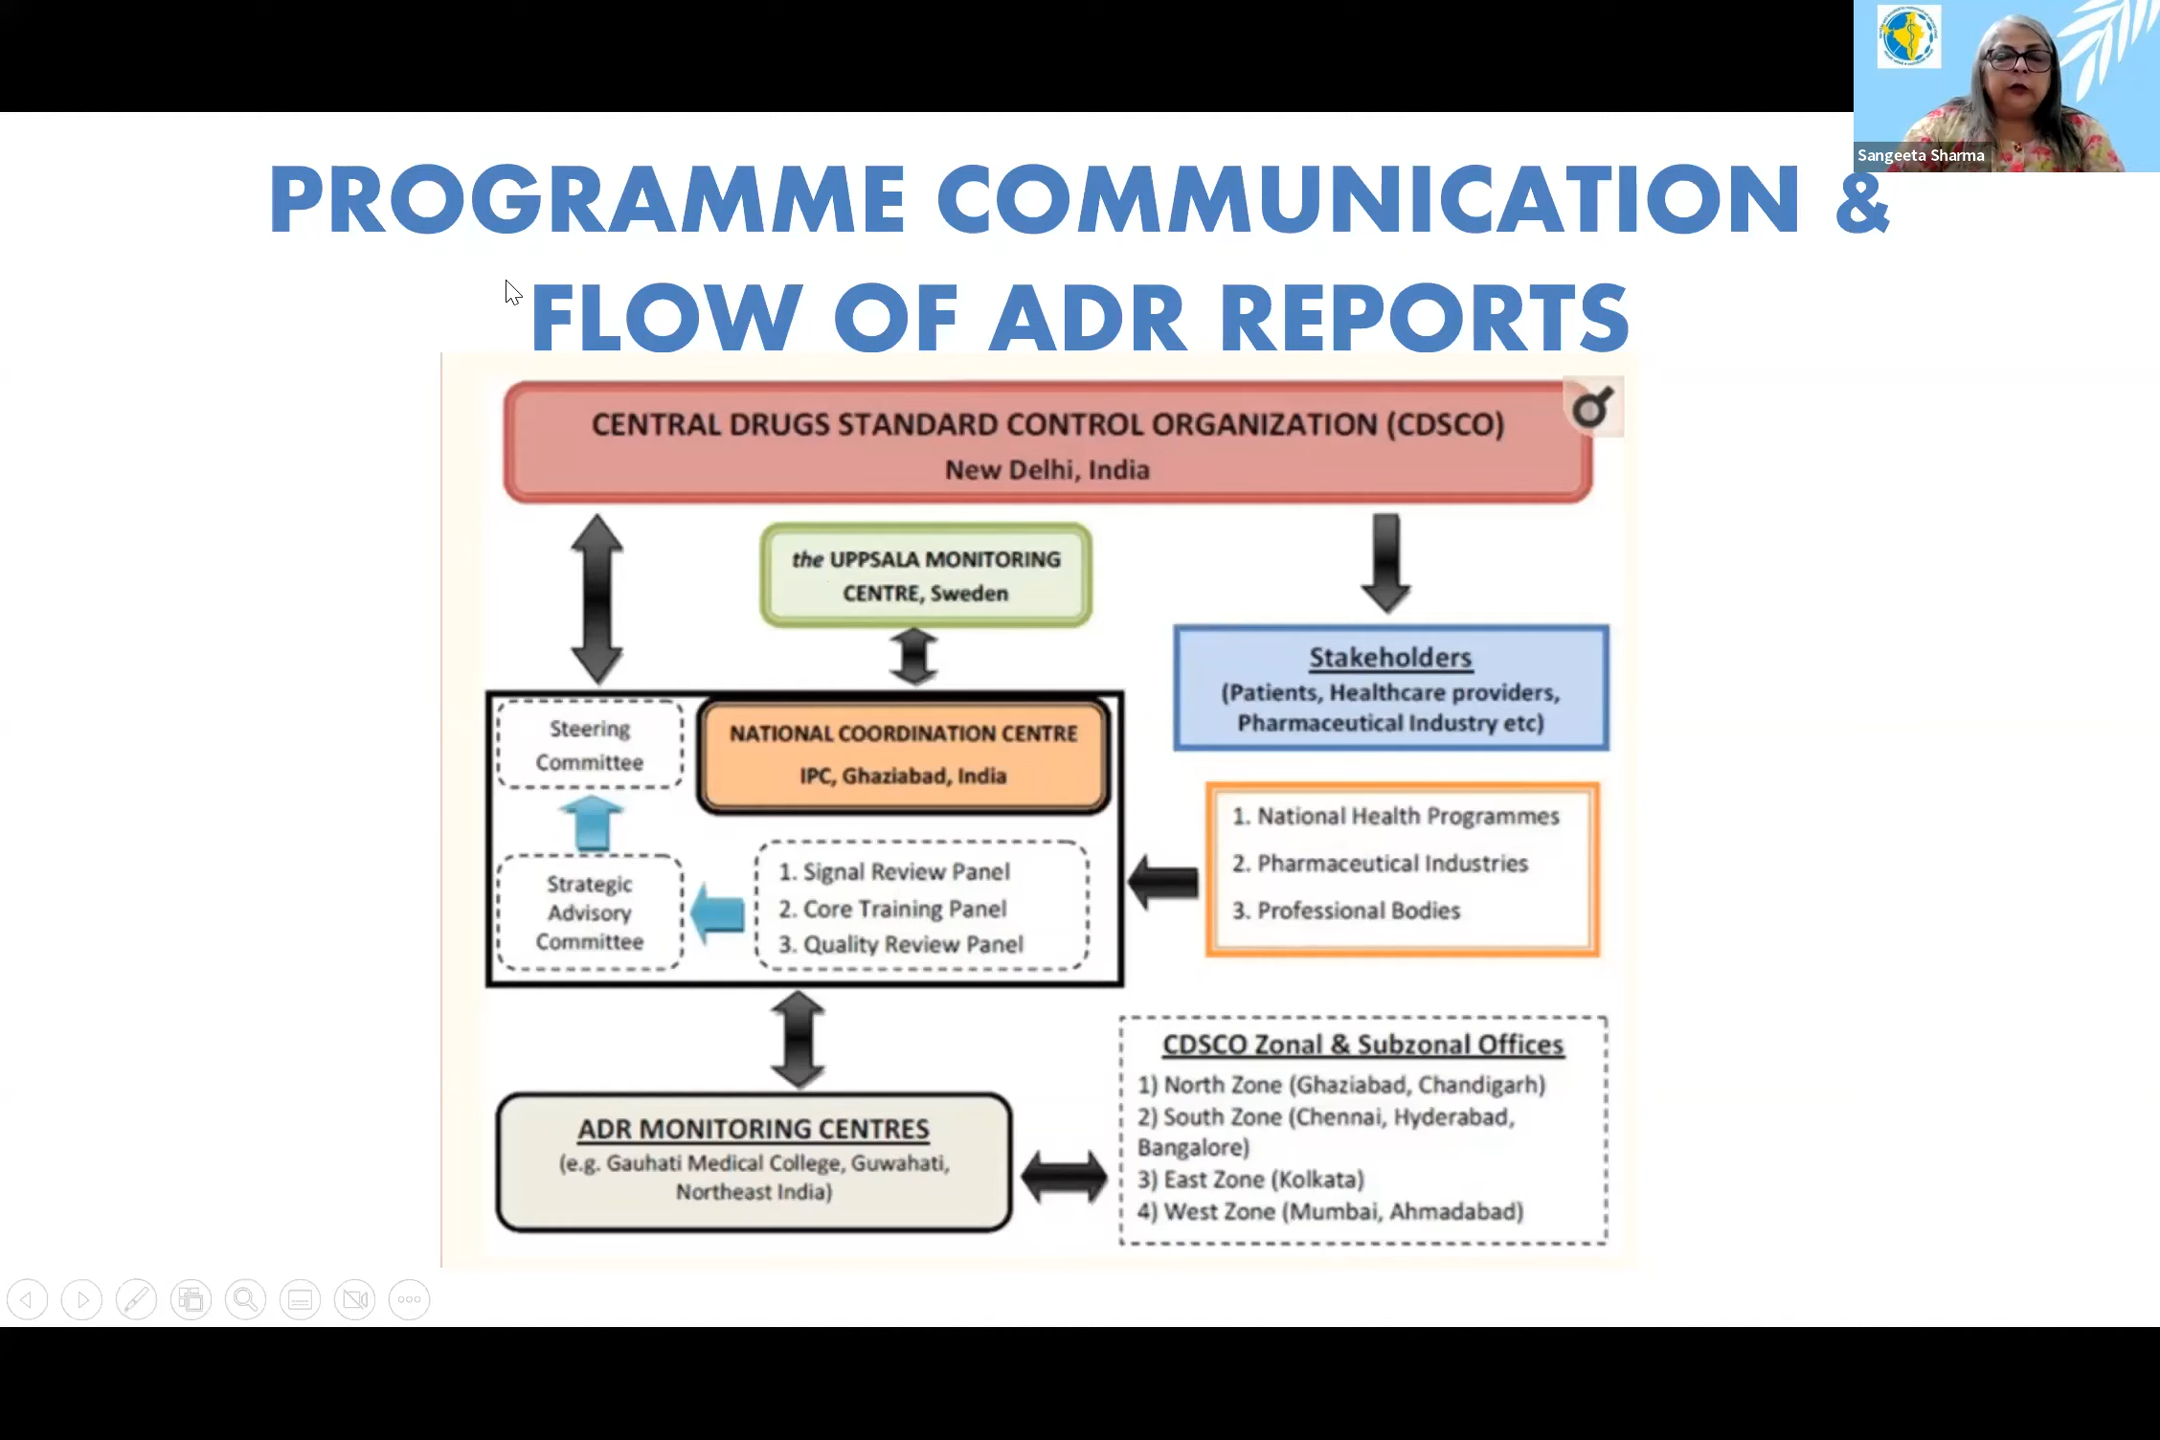 Sangeeta Sharma
PROGRAMME COMMUNICATION &
FLOW OF ADR REPORTS
CENTRAL DRUGS STANDARD CONTROL ORGANIZATION (CDSCO)
New Delhi, India
the UPPSALA MONITORING
CENTRE, Sweden
Stakeholders
(Patients, Healthcare providers,
Pharmaceutical Industry etc)
Steering
Committee
NATIONAL COORDINATION CENTRE
IPC, Ghaziabad, India
Strategic
Advisory
Committee
1. Signal Review Panel
2. Core Training Panel
3. Quality Review Panel
1. National Health Programmes
2. Pharmaceutical Industries
3. Professional Bodies
ADR MONITORING CENTRES
(e.g. Gauhati Medical College, Guwahati,
Northeast India)
CDSCO Zonal & Subzonal Offices
1) North Zone (Ghaziabad, Chandigarh)
2) South Zone (Chennai, Hyderabad,
Bangalore)
3) East Zone (Kolkata)
4) West Zone (Mumbai, Ahmadabad)